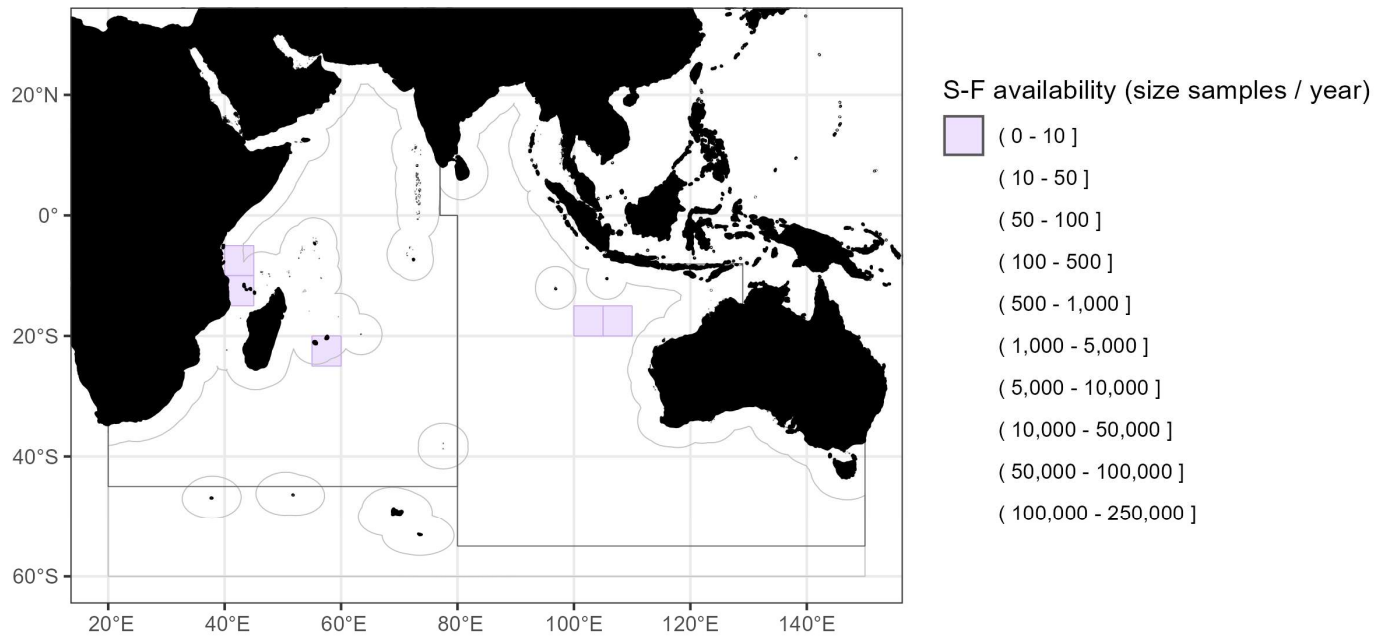 S-F availability (size samples / year)
( 0 - 10 ]
( 10 - 50 ]
( 50 - 100 ]
( 100 - 500 ]
( 500 - 1,000 ]
( 1,000 - 5,000 ]
( 5,000 - 10,000 ]
( 10,000 - 50,000 ]
( 50,000 - 100,000 ]
( 100,000 - 250,000 ]
20°N
0°
20°S
40°S
60°S
20°E 40°E 60°E 80°E 100°E 120°E 140°E